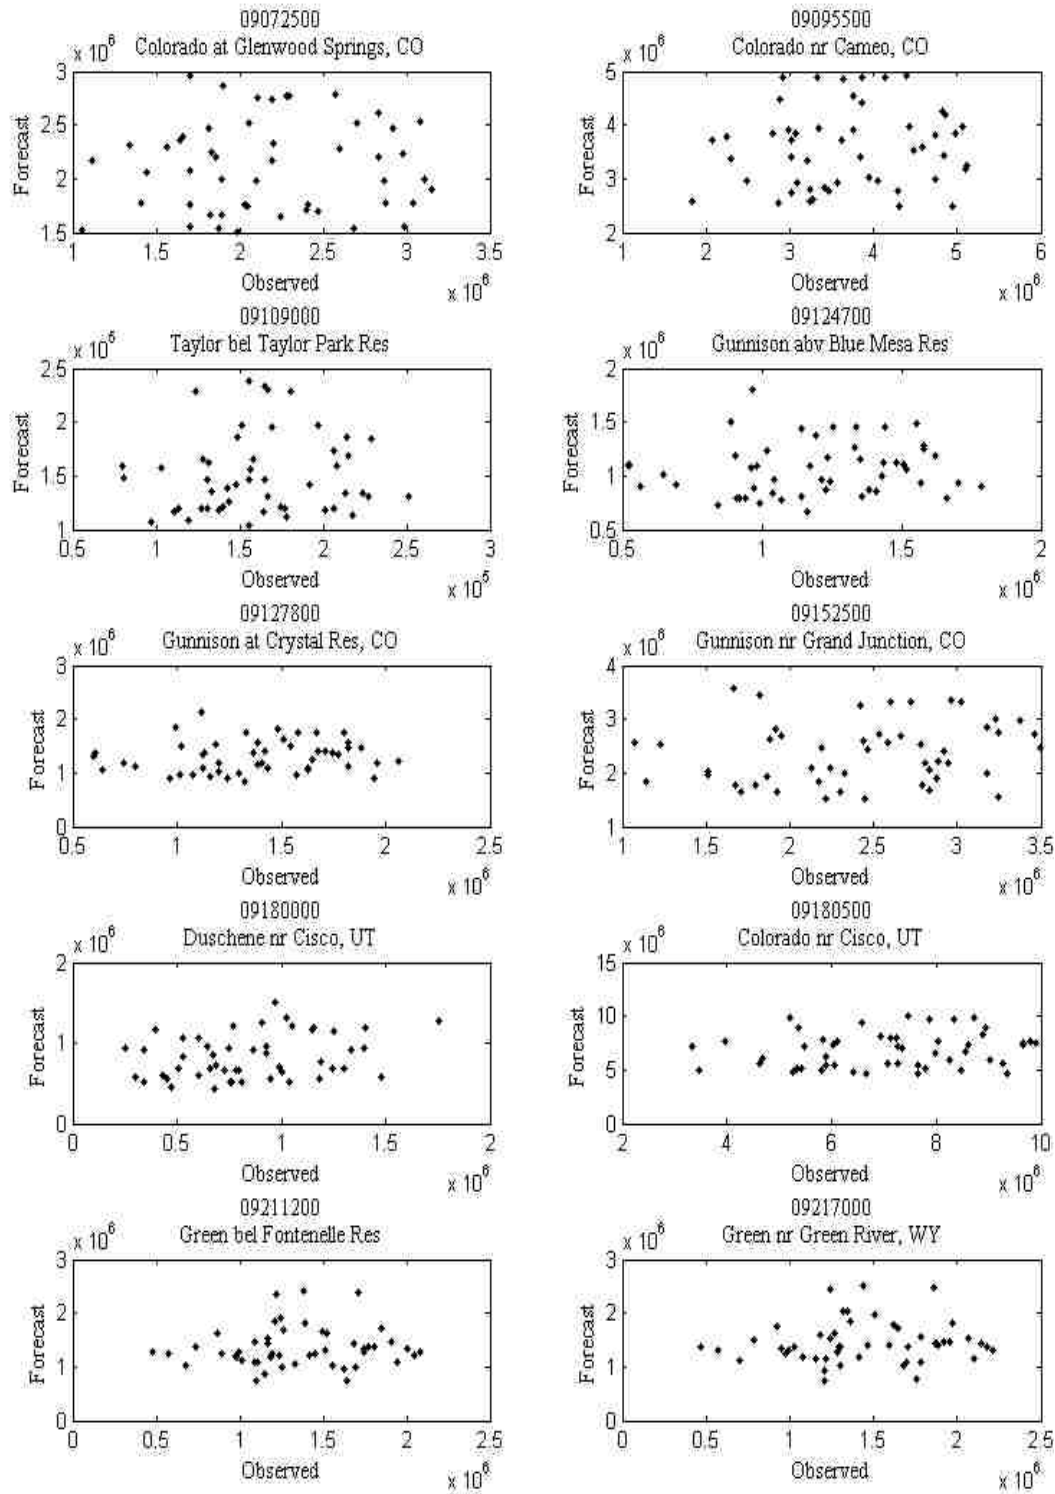 09072500
Colorado at Glenwood Springs, CO
x 10^6
3
2.5
2
1.5
Forecast
1 1.5 2 2.5 3 3.5
Observed
x 10^6
09095500
Colorado nr Cameo, CO
x 10^6
5
4
3
2
Forecast
1 2 3 4 5 6
Observed
x 10^6
09109000
Taylor bel Taylor Park Res
x 10^5
2.5
2
1.5
1
Forecast
0.5 1 1.5 2 2.5 3
Observed
x 10^5
09124700
Gunnison abv Blue Mesa Res
x 10^6
2
1.5
1
0.5
Forecast
0.5 1 1.5 2
Observed
x 10^6
09127800
Gunnison at Crystal Res, CO
x 10^6
3
2
1
0
Forecast
0.5 1 1.5 2 2.5
Observed
x 10^6
09152500
Gunnison nr Grand Junction, CO
x 10^6
4
3
2
1
Forecast
1 1.5 2 2.5 3 3.5
Observed
x 10^6
09180000
Duschene nr Cisco, UT
x 10^6
2
1
0
Forecast
0 0.5 1 1.5 2
Observed
x 10^6
09180500
Colorado nr Cisco, UT
x 10^6
15
10
5
0
Forecast
2 4 6 8 10
Observed
x 10^6
09211200
Green bel Fontenelle Res
x 10^6
3
2
1
0
Forecast
0 0.5 1 1.5 2 2.5
Observed
x 10^6
09217000
Green nr Green River, WY
x 10^6
3
2
1
0
Forecast
0 0.5 1 1.5 2 2.5
Observed
x 10^6